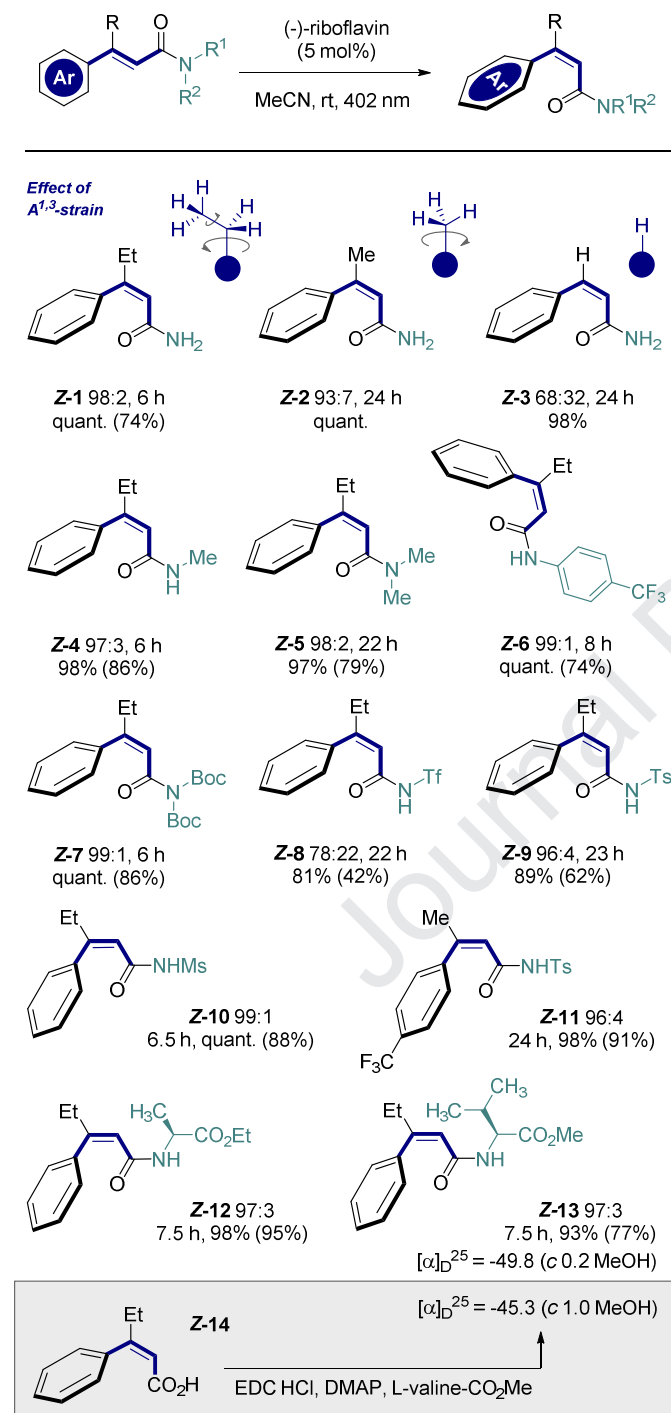 R
O
Ar
N
R¹
R²
(-)-riboflavin
(5 mol%)
MeCN, rt, 402 nm
R
Ar
O
NR¹R²
Effect of
A1,3-strain
H
H
H
H
H
H
H
H
H
Et
O
NH₂
Me
O
NH₂
H
O
NH₂
Z-1 98:2, 6 h
quant. (74%)
Z-2 93:7, 24 h
quant.
Z-3 68:32, 24 h
98%
Et
O
N
H
Me
Et
O
N
Me
Me
Et
O
HN
CF₃
Z-4 97:3, 6 h
98% (86%)
Z-5 98:2, 22 h
97% (79%)
Z-6 99:1, 8 h
quant. (74%)
Et
O
N
Boc
Boc
Et
O
N
H
Tf
Et
O
N
H
Ts
Z-7 99:1, 6 h
quant. (86%)
Z-8 78:22, 22 h
81% (42%)
Z-9 96:4, 23 h
89% (62%)
Et
O
NHMs
Z-10 99:1
6.5 h, quant. (88%)
Me
O
NHTs
F₃C
Z-11 96:4
24 h, 98% (91%)
Et
O
H₃C
NH
CO₂Et
Z-12 97:3
7.5 h, 98% (95%)
Et
O
CH₃
H₃C
NH
CO₂Me
Z-13 97:3
7.5 h, 93% (77%)
[α]D25 = -49.8 (c 0.2 MeOH)
Et
CO₂H
Z-14
[α]D25 = -45.3 (c 1.0 MeOH)
EDC HCl, DMAP, L-valine-CO₂Me
Journal